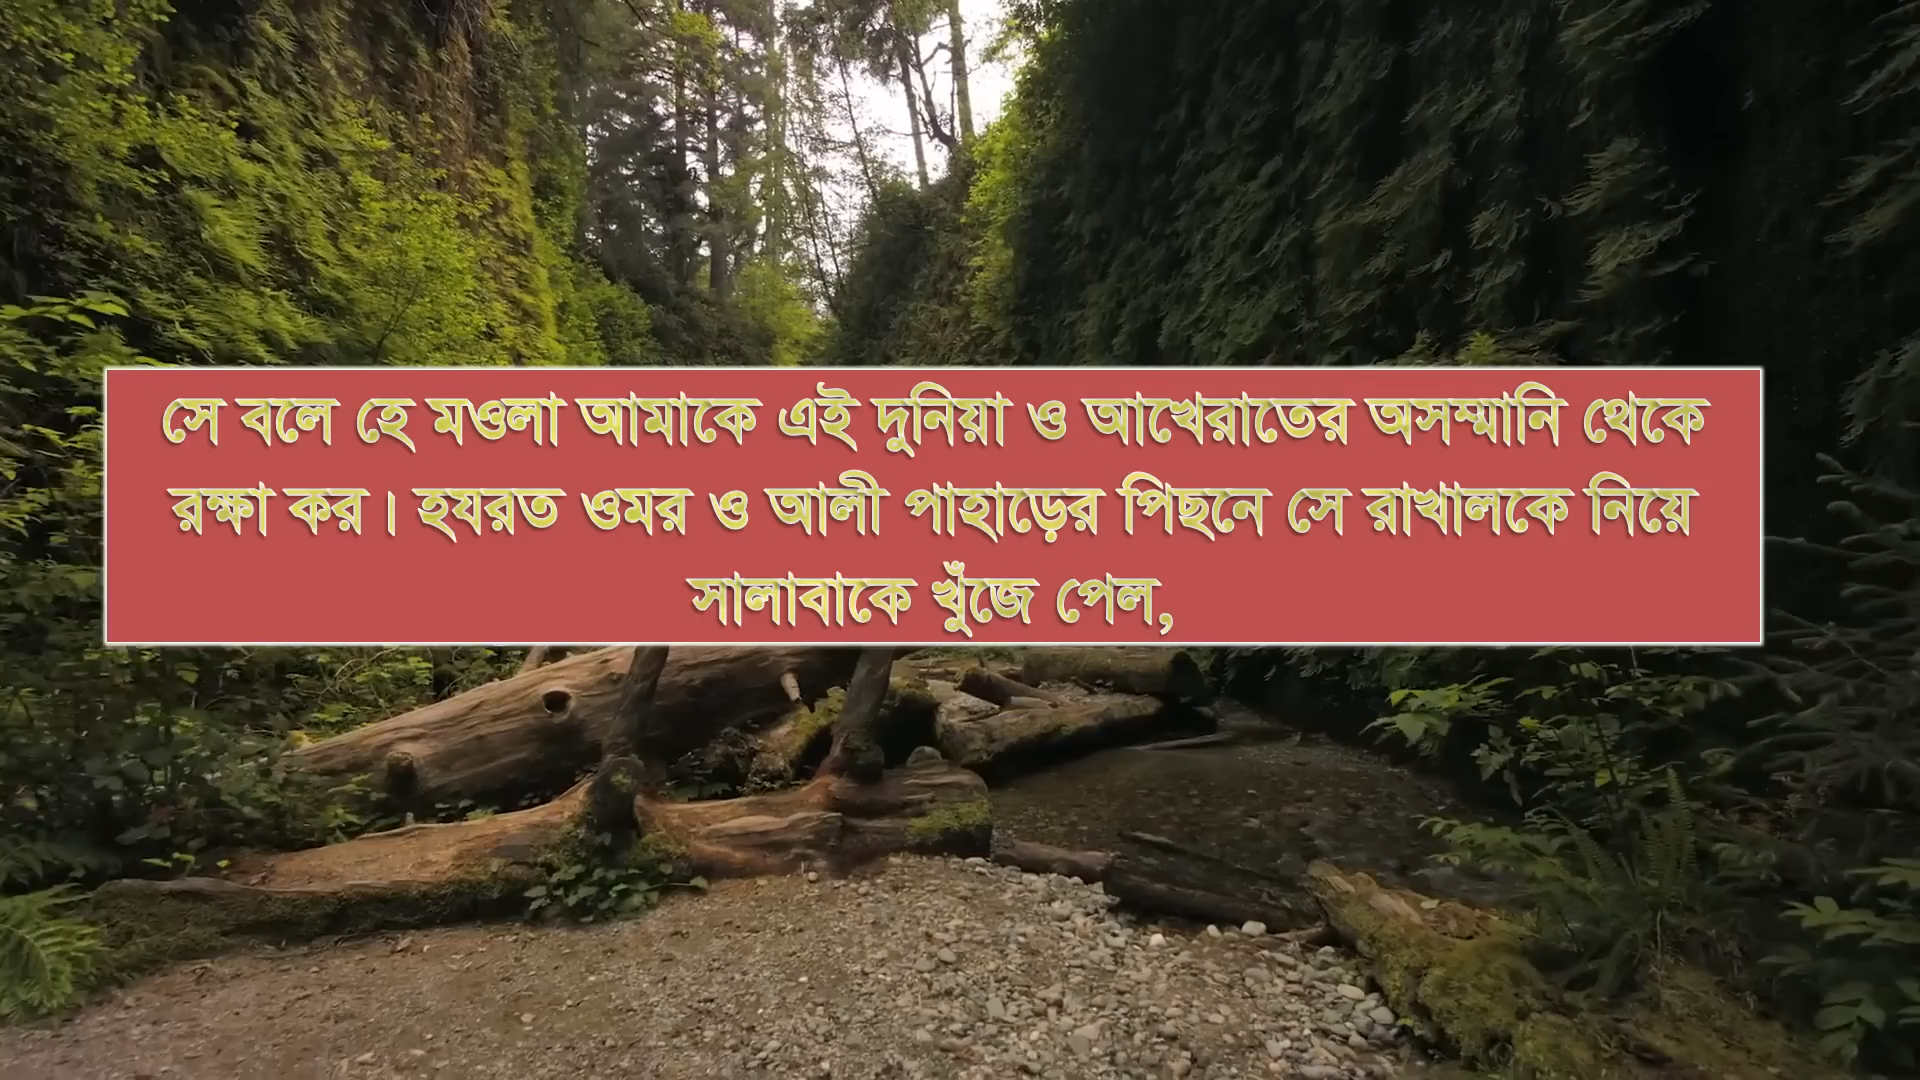 সে বলে হে মওলা আমাকে এই দুনিয়া ও আখেরাতের অসম্মানি থেকে
রক্ষা কর। হযরত ওমর ও আলী পাহাড়ের পিছনে সে রাখালকে নিয়ে
সালাবাকে খুঁজে পেল,